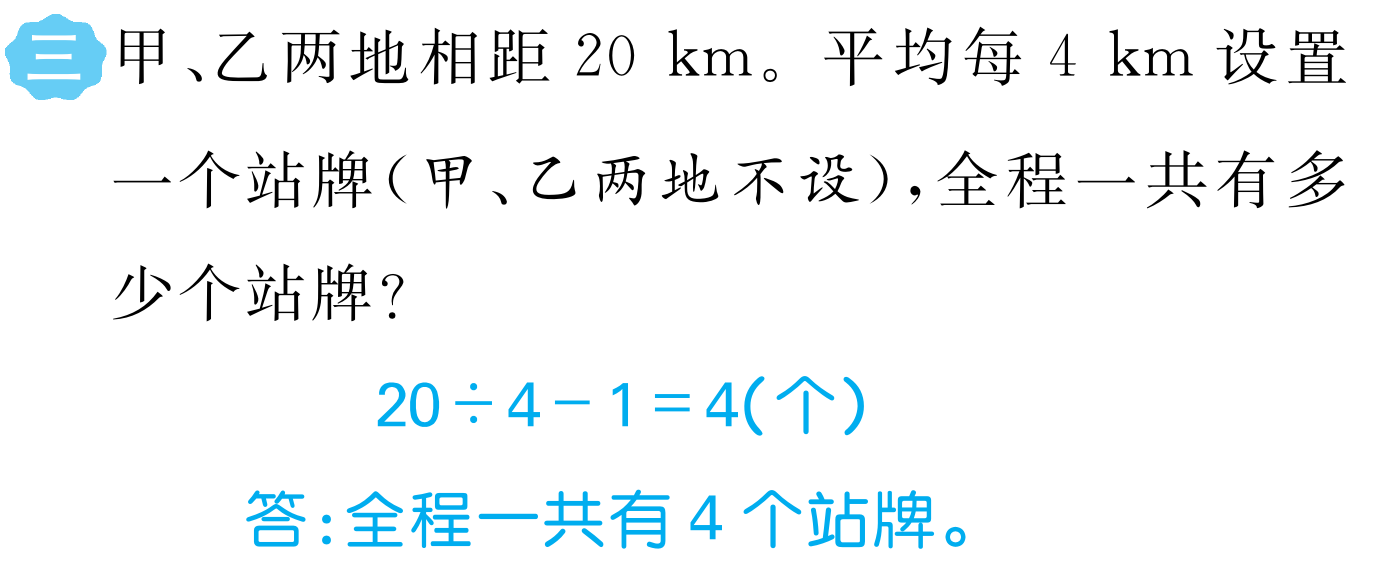 三 甲、乙两地相距 20 km。平均每 4 km 设置
一个站牌(甲、乙两地不设),全程一共有多
少个站牌?
20÷4-1=4(个)
答:全程一共有 4 个站牌。